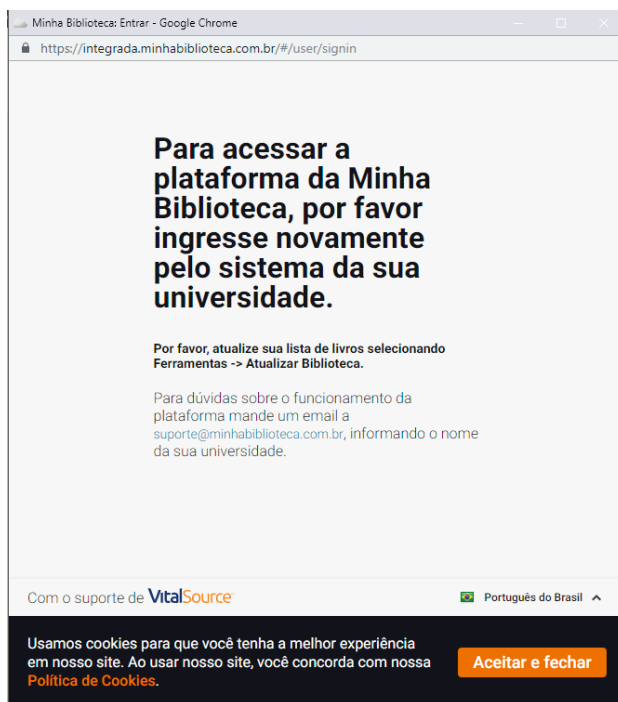 Minha Biblioteca: Entrar - Google Chrome
https://integrada.minhabiblioteca.com.br/#/user/signin
Para acessar a
plataforma da Minha
Biblioteca, por favor
ingresse novamente
pelo sistema da sua
universidade.
Por favor, atualize sua lista de livros selecionando
Ferramentas -> Atualizar Biblioteca.
Para dúvidas sobre o funcionamento da
plataforma mande um email a
suporte@minhabiblioteca.com.br, informando o nome
da sua universidade.
Com o suporte de VitalSource
Português do Brasil
Usamos cookies para que você tenha a melhor experiência
em nosso site. Ao usar nosso site, você concorda com nossa
Política de Cookies.
Aceitar e fechar